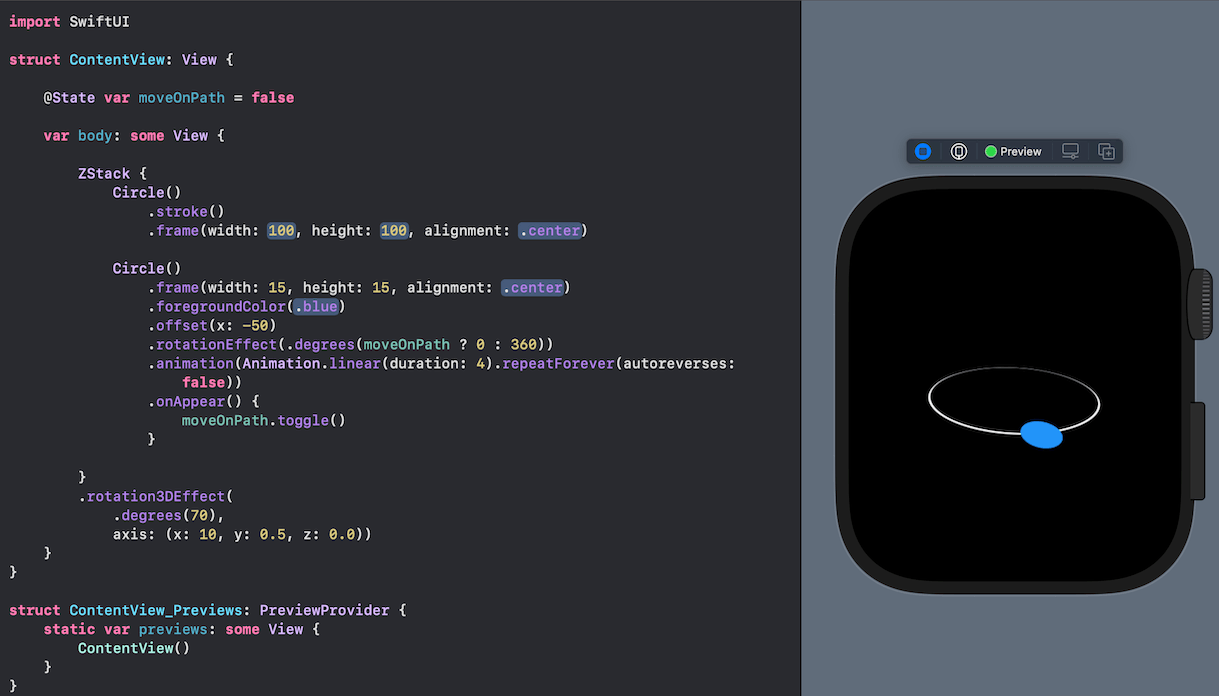 import SwiftUI
struct ContentView: View {
@State var moveOnPath = false
var body: some View {
ZStack {
Circle()
.stroke()
.frame(width: 100, height: 100, alignment: .center)
Circle()
.frame(width: 15, height: 15, alignment: .center)
.foregroundColor(.blue)
.offset(x: −50)
.rotationEffect(.degrees(moveOnPath ? 0 : 360))
.animation(Animation.linear(duration: 4).repeatForever(autoreverses:
false))
.onAppear() {
moveOnPath.toggle()
}
}
.rotation3DEffect(
.degrees(70),
axis: (x: 10, y: 0.5, z: 0.0))
}
}
struct ContentView_Previews: PreviewProvider {
static var previews: some View {
ContentView()
}
}
Preview